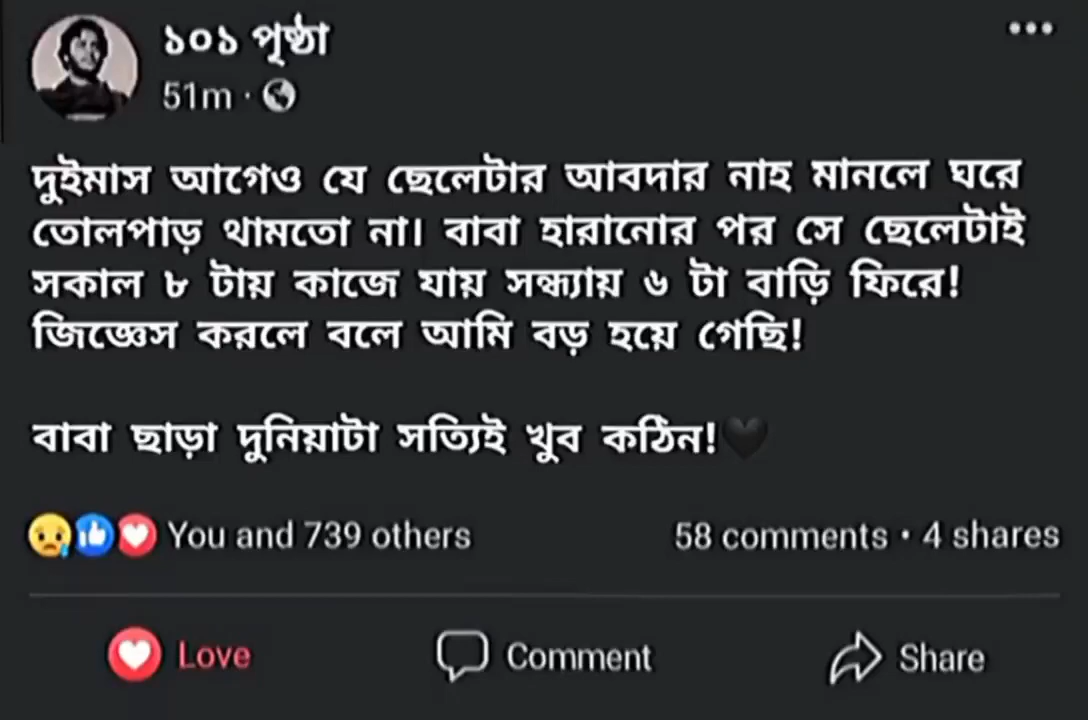 ১০১ পৃষ্ঠা
51m ·
দুইমাস আগেও যে ছেলেটার আবদার নাহ মানলে ঘরে
তোলপাড় থামতো না। বাবা হারানোর পর সে ছেলেটাই
সকাল ৮ টায় কাজে যায় সন্ধ্যায় ৬ টা বাড়ি ফিরে!
জিজ্ঞেস করলে বলে আমি বড় হয়ে গেছি!
বাবা ছাড়া দুনিয়াটা সত্যিই খুব কঠিন!🖤
You and 739 others 58 comments • 4 shares
Love Comment Share